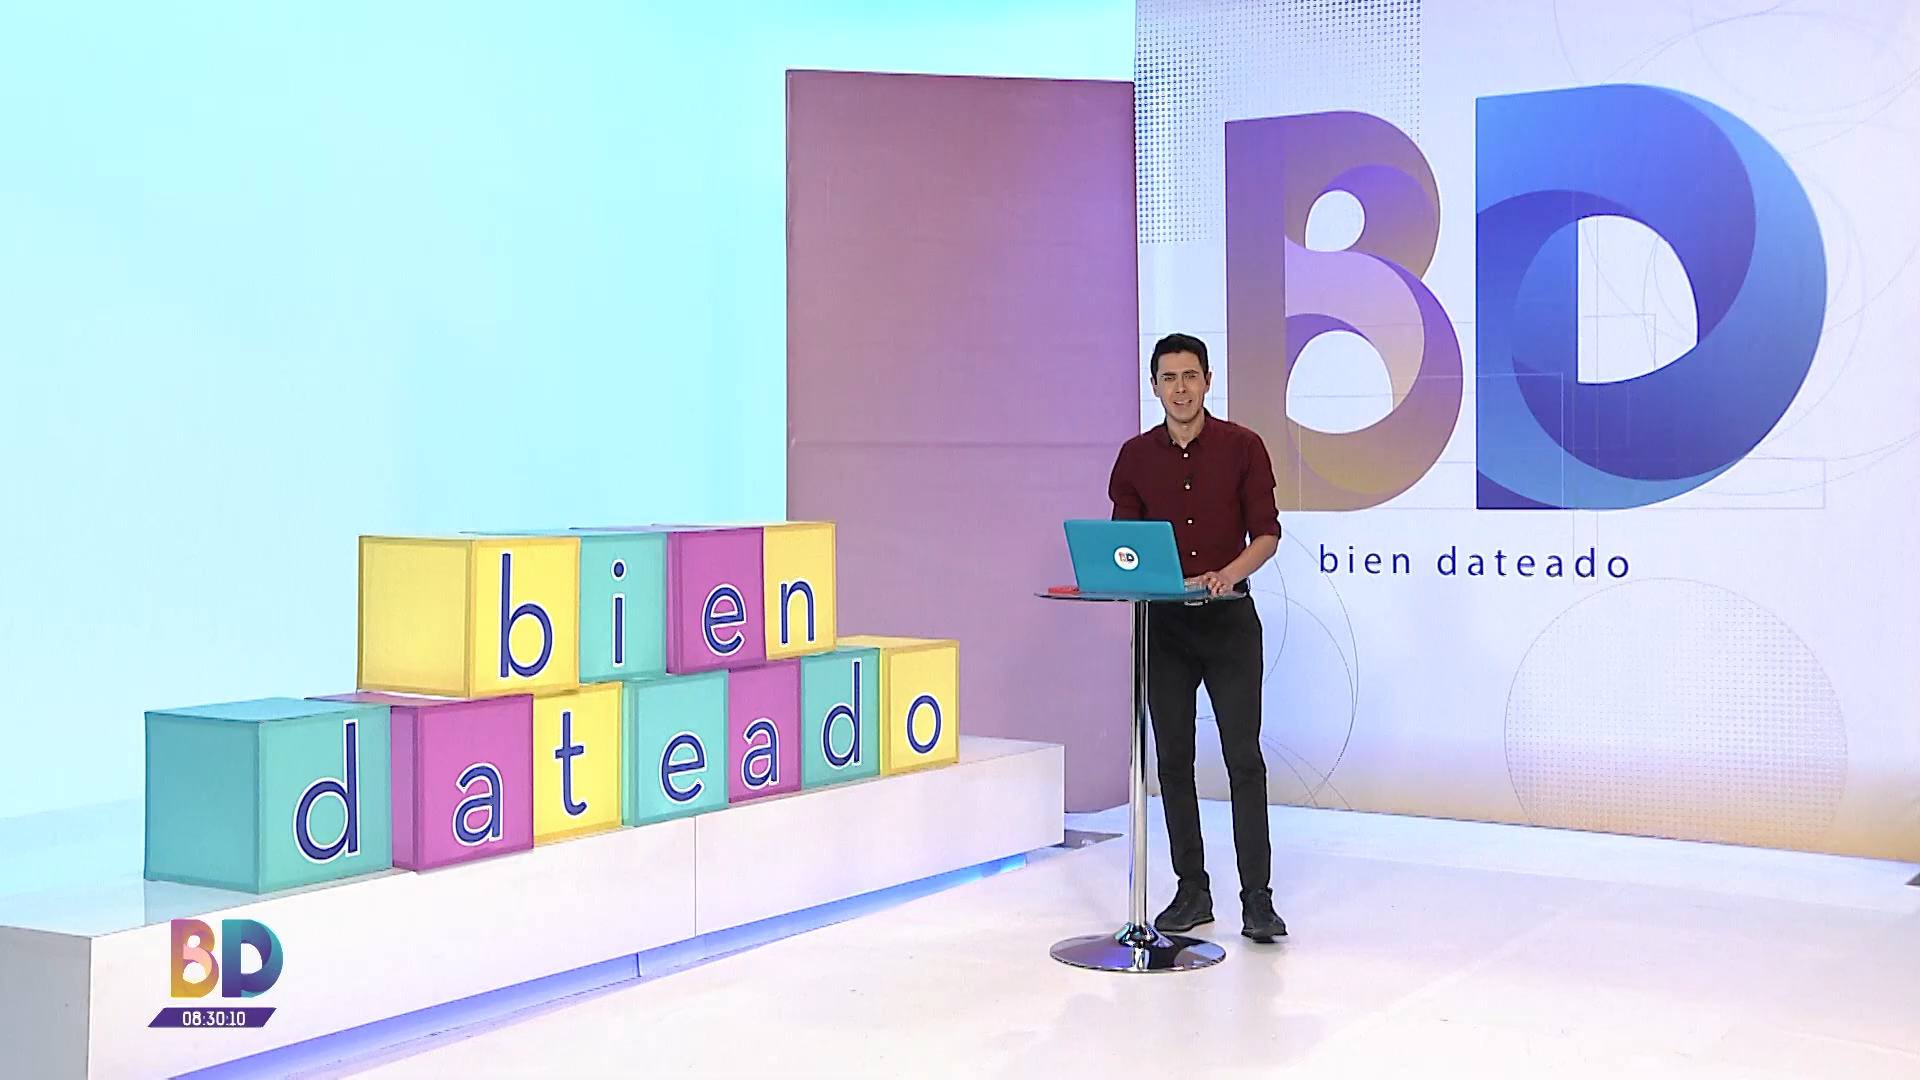 BD
bien dateado
bien
dateado
BD
BD
08:30:10